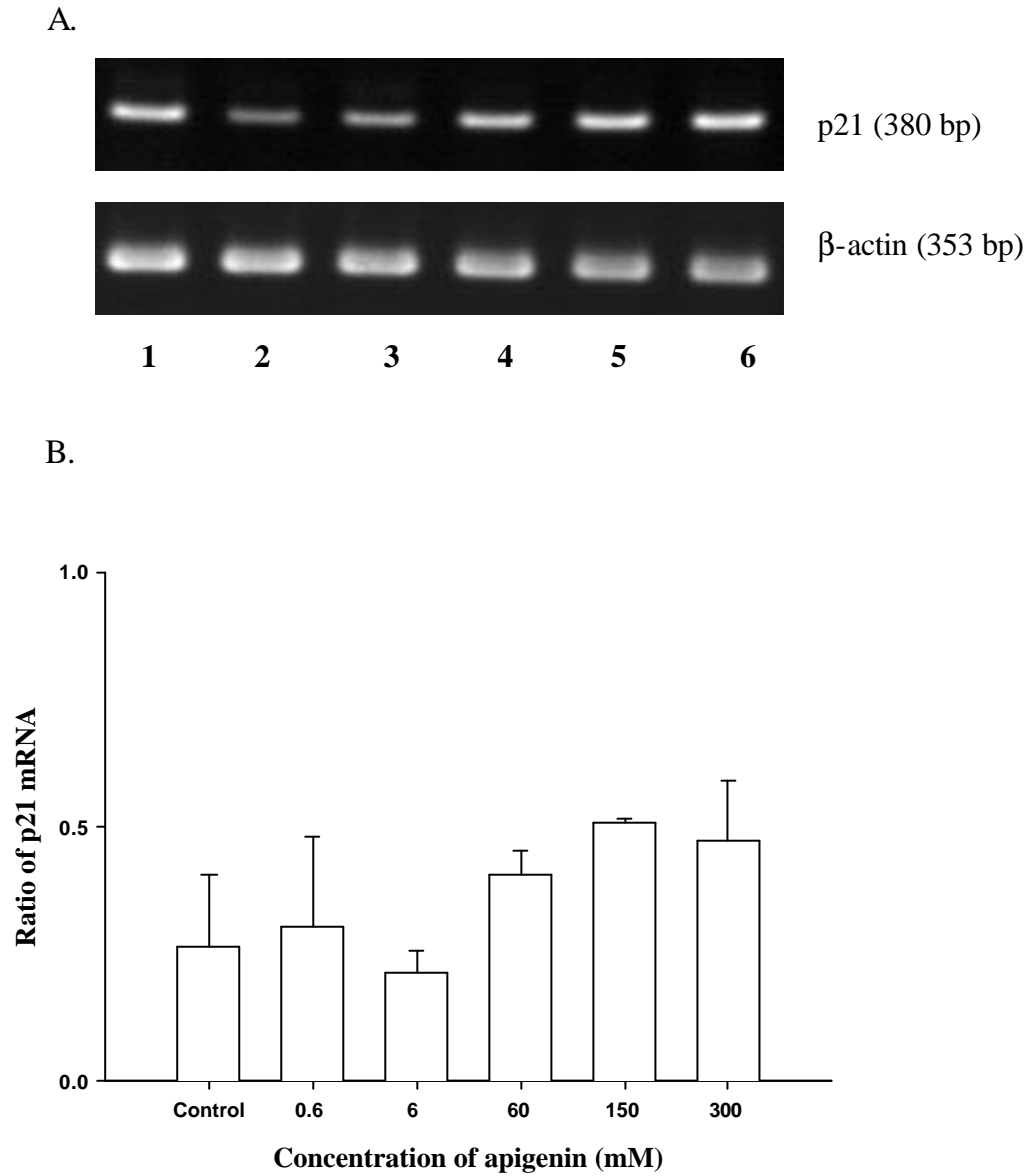 A.
p21 (380 bp)
β-actin (353 bp)
1 2 3 4 5 6
B.
1.0
0.5
0.0
Ratio of p21 mRNA
Control 0.6 6 60 150 300
Concentration of apigenin (mM)